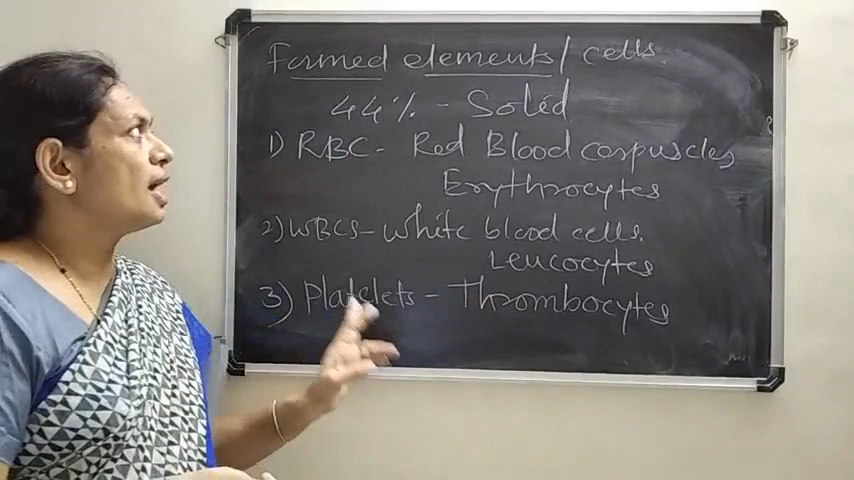 Formed elements/cells.
44% - Solid
1) RBC - Red Blood corpuscles
Erythrocytes
2) WBCS - White blood cells.
Leucocytes
3) Platelets - Thrombocytes